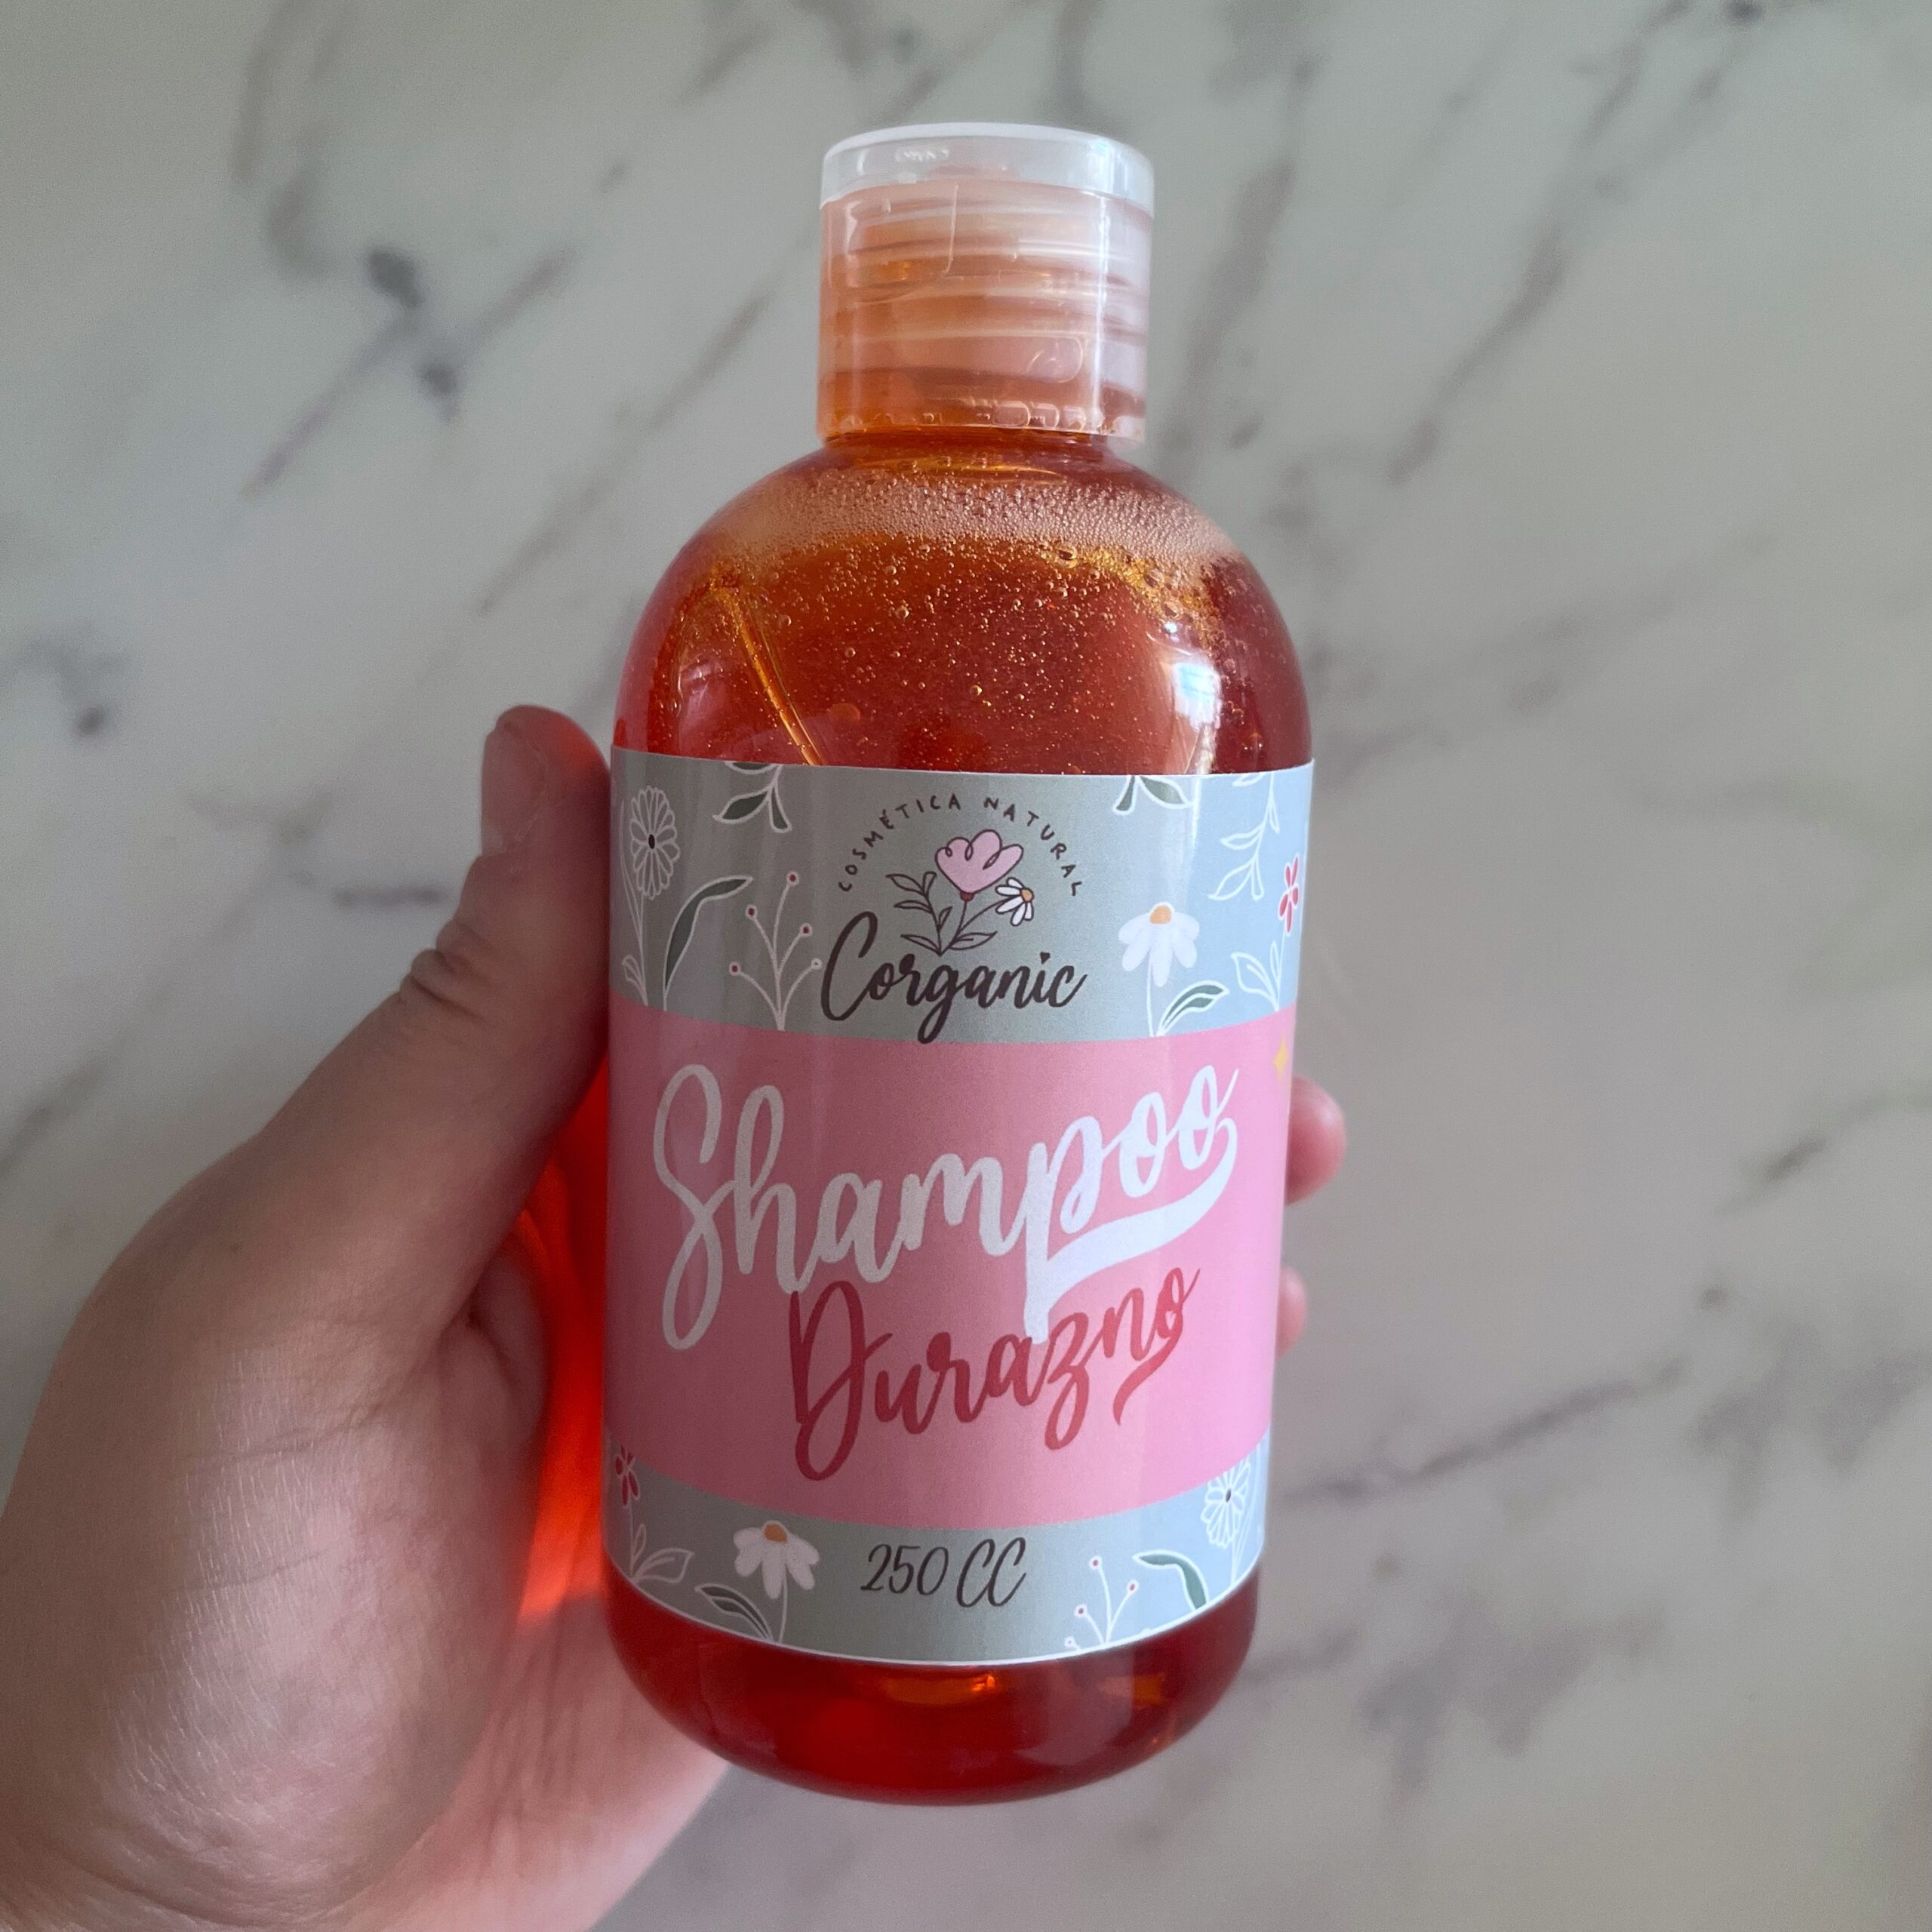 COSMÉTICA NATURAL
Corganic
Shampoo
Durazno
250 CC